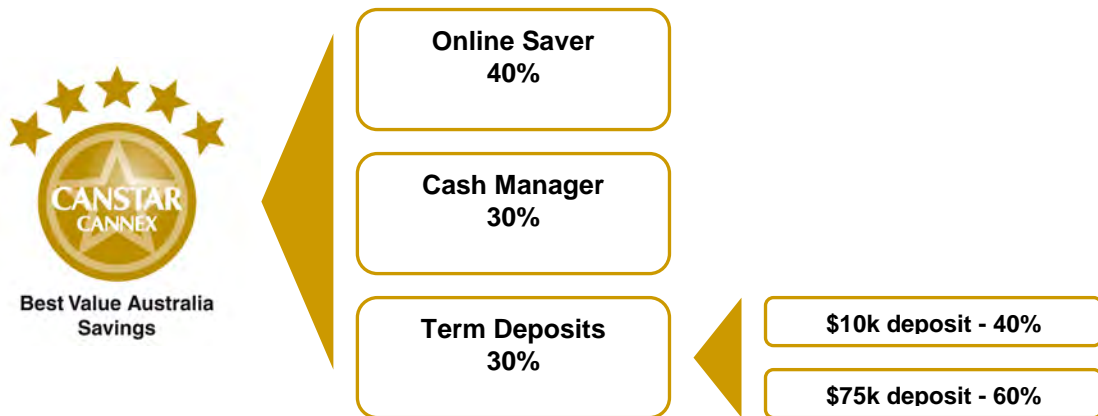 CANSTAR
CANNEX
Best Value Australia
Savings
Online Saver
40%
Cash Manager
30%
Term Deposits
30%
$10k deposit - 40%
$75k deposit - 60%